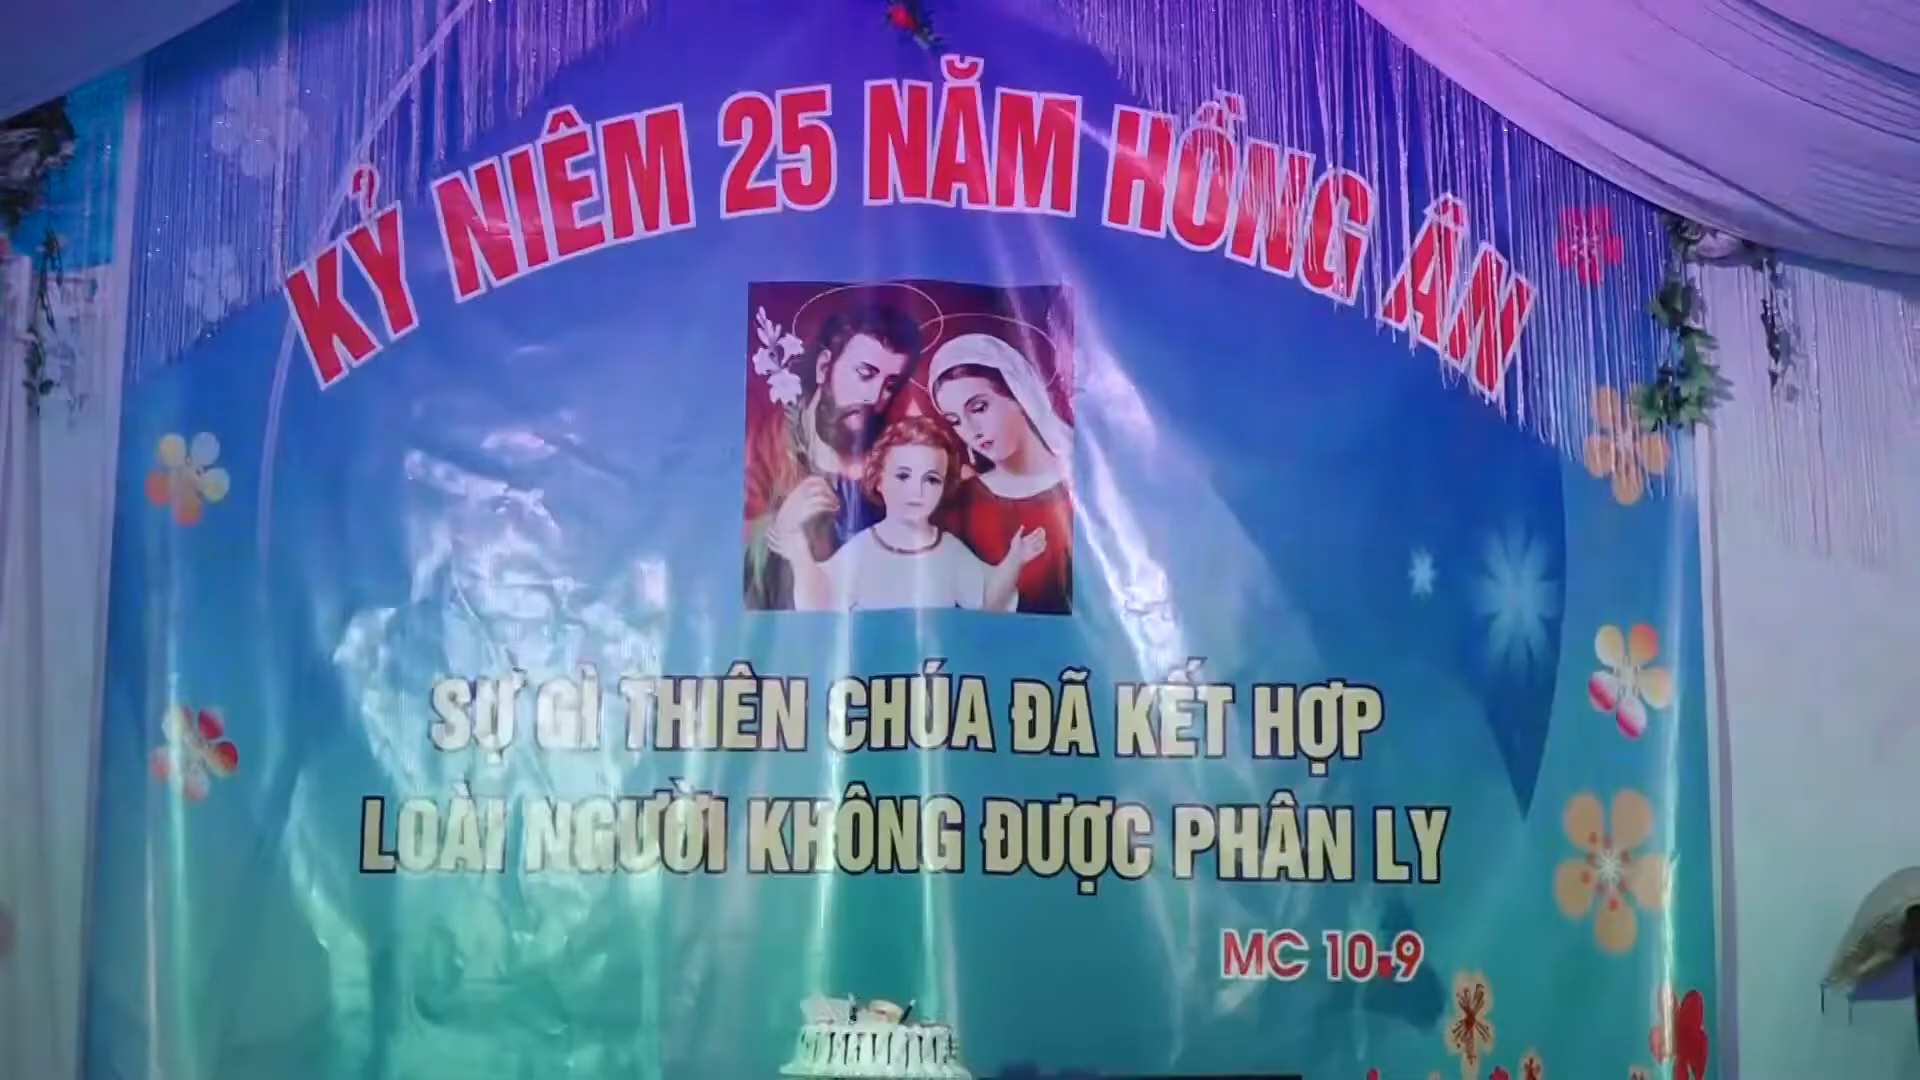 KỶ NIÊM 25 NĂM HỒNG ÂN
SỰ GÌ THIÊN CHÚA ĐÃ KẾT HỢP
LOÀI NGƯỜI KHÔNG ĐƯỢC PHÂN LY
MC 10-9